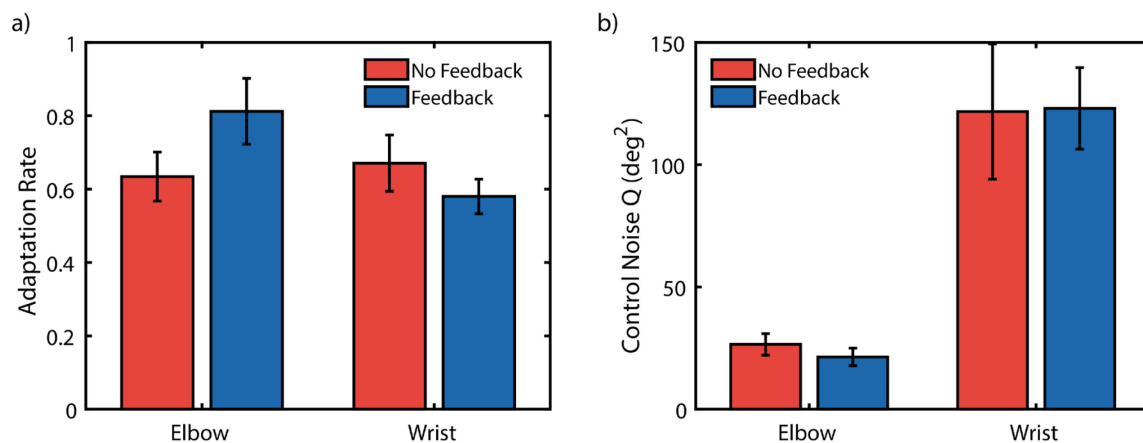 a)
1
0.8
0.6
0.4
0.2
0
Adaptation Rate
No Feedback
Feedback
Elbow
Wrist
b)
150
100
50
0
Control Noise Q (deg²)
No Feedback
Feedback
Elbow
Wrist